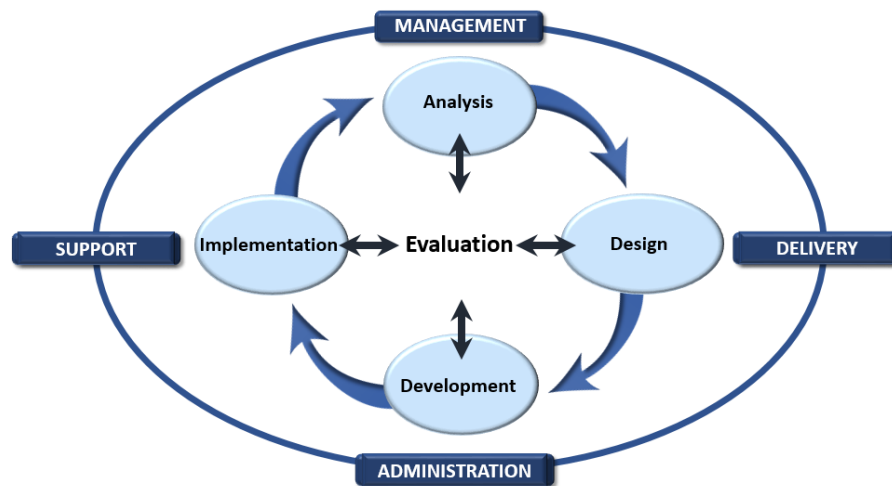 MANAGEMENT
Analysis
SUPPORT
Implementation
Evaluation
Design
DELIVERY
Development
ADMINISTRATION